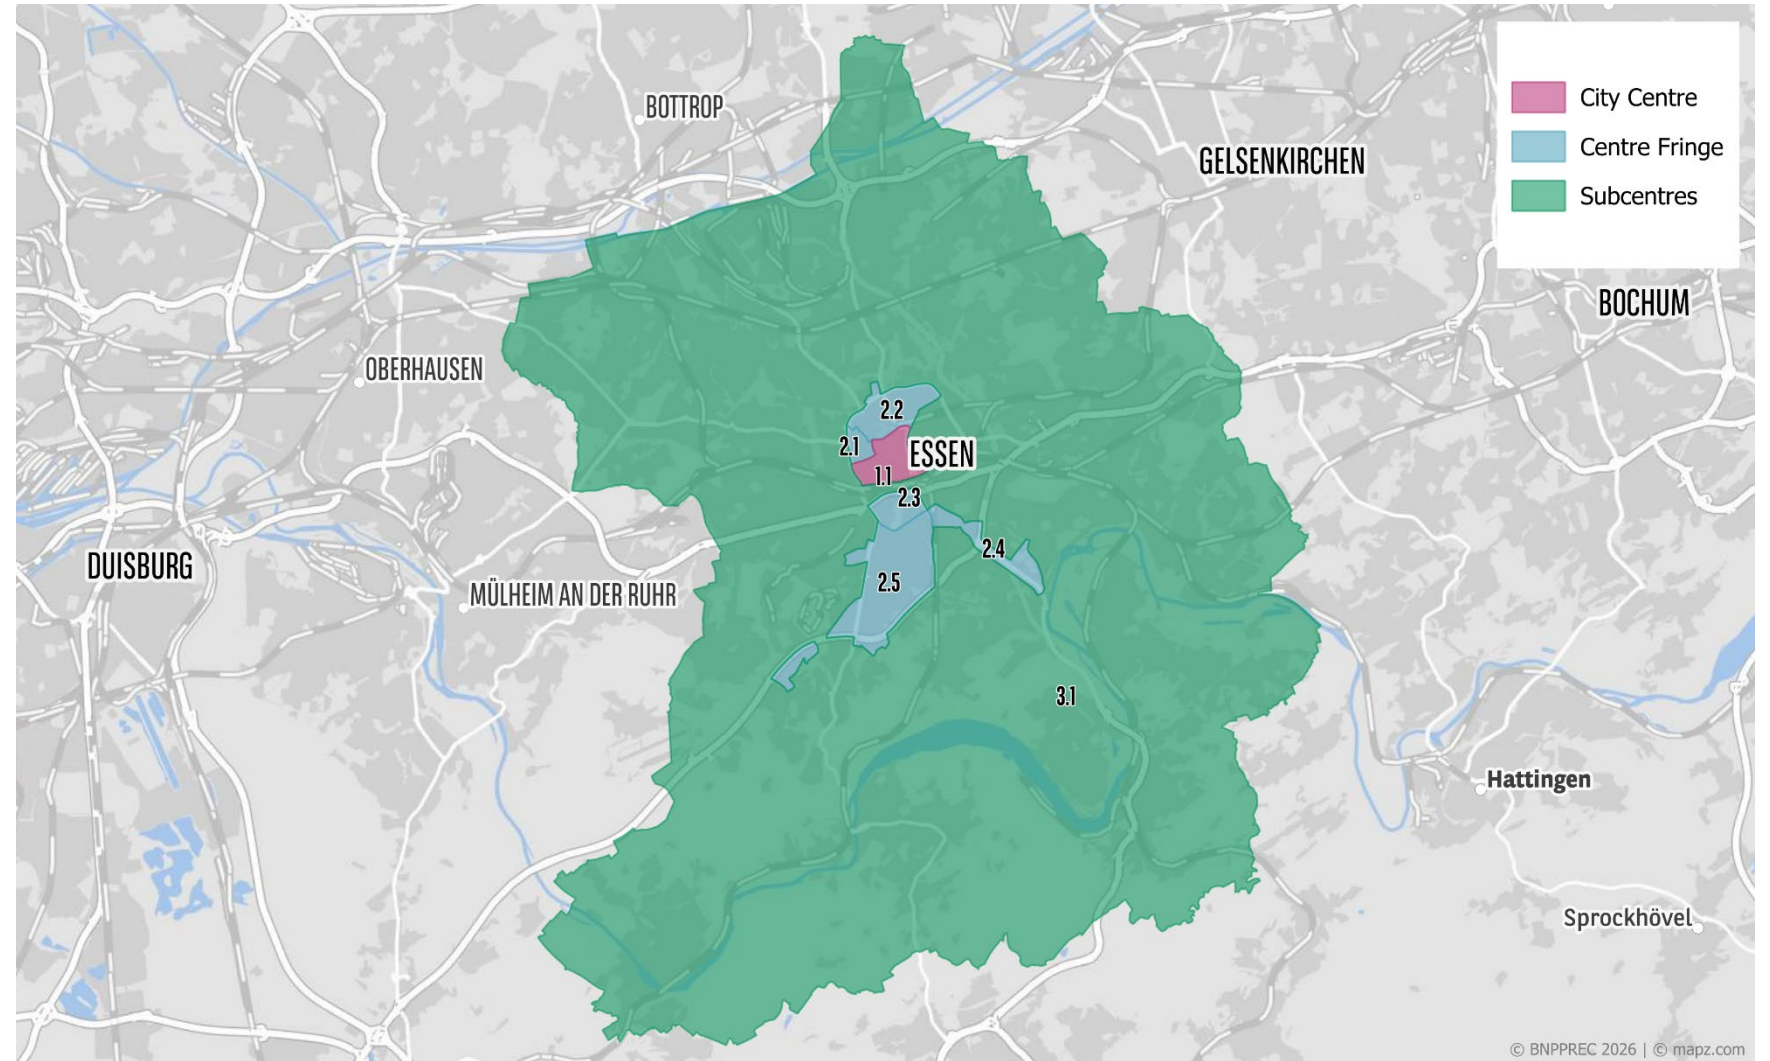 BOTTROP
GELSENKIRCHEN
City Centre
Centre Fringe
Subcentres
BOCHUM
OBERHAUSEN
2.2
2.1
ESSEN
1.1
2.3
2.4
DUISBURG
2.5
MÜLHEIM AN DER RUHR
3.1
Hattingen
Sprockhövel
© BNPPREC 2026 | © mapz.com